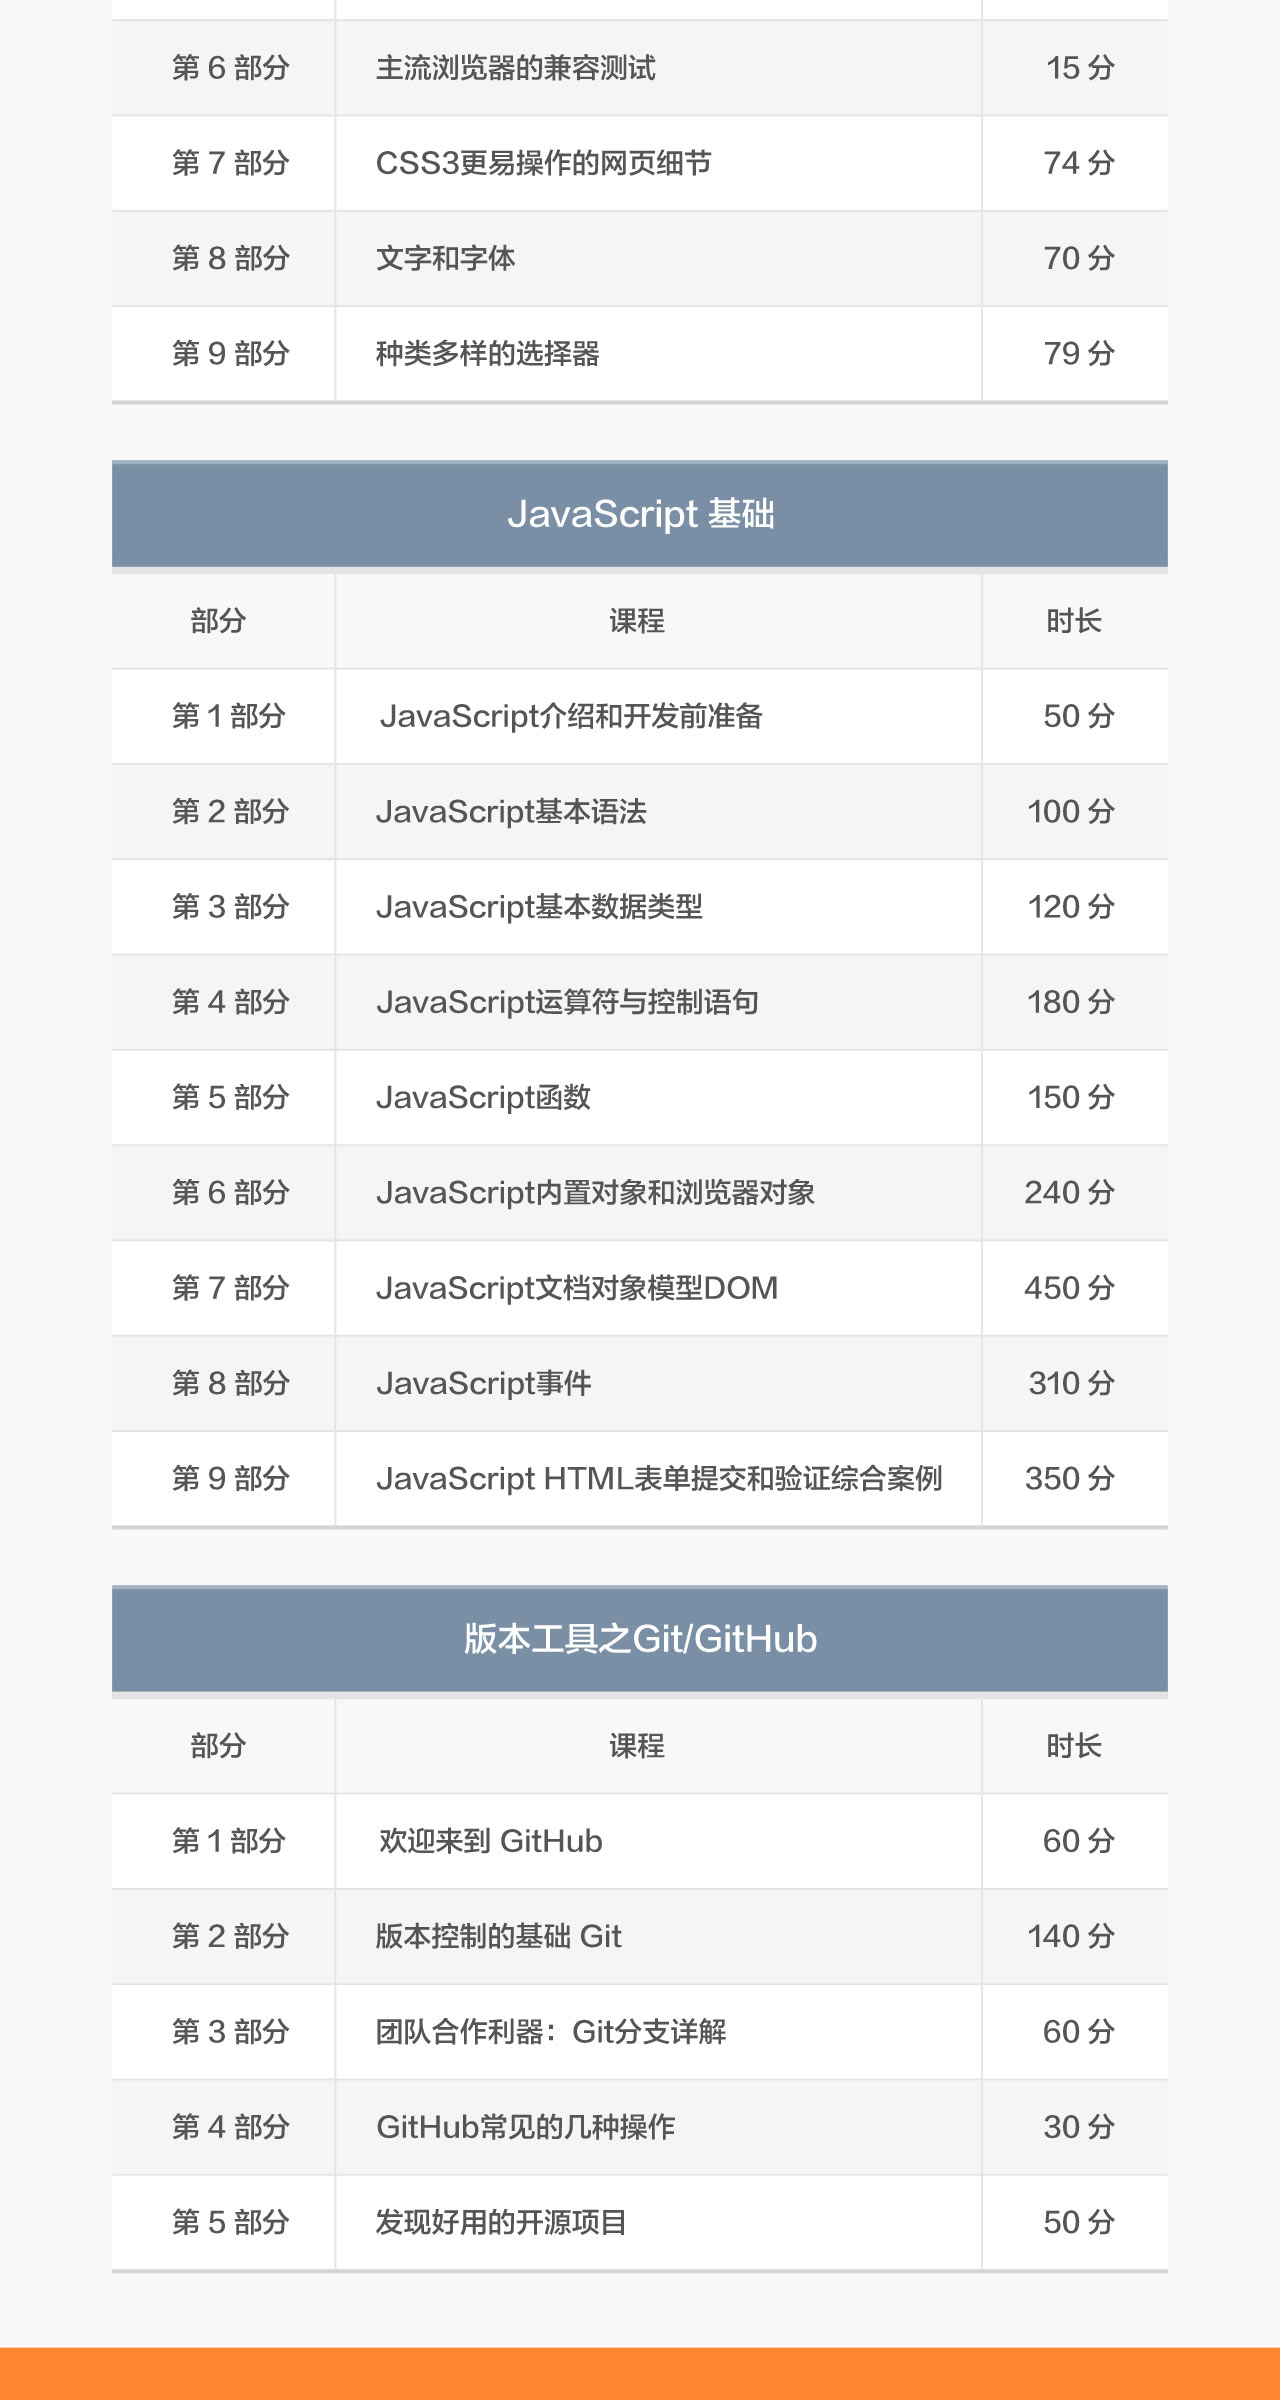 第 6 部分 主流浏览器的兼容测试 15 分
第 7 部分 CSS3更易操作的网页细节 74 分
第 8 部分 文字和字体 70 分
第 9 部分 种类多样的选择器 79 分
JavaScript 基础
部分 课程 时长
第 1 部分 JavaScript介绍和开发前准备 50 分
第 2 部分 JavaScript基本语法 100 分
第 3 部分 JavaScript基本数据类型 120 分
第 4 部分 JavaScript运算符与控制语句 180 分
第 5 部分 JavaScript函数 150 分
第 6 部分 JavaScript内置对象和浏览器对象 240 分
第 7 部分 JavaScript文档对象模型DOM 450 分
第 8 部分 JavaScript事件 310 分
第 9 部分 JavaScript HTML表单提交和验证综合案例 350 分
版本工具之Git/GitHub
部分 课程 时长
第 1 部分 欢迎来到 GitHub 60 分
第 2 部分 版本控制的基础 Git 140 分
第 3 部分 团队合作利器：Git分支详解 60 分
第 4 部分 GitHub常见的几种操作 30 分
第 5 部分 发现好用的开源项目 50 分